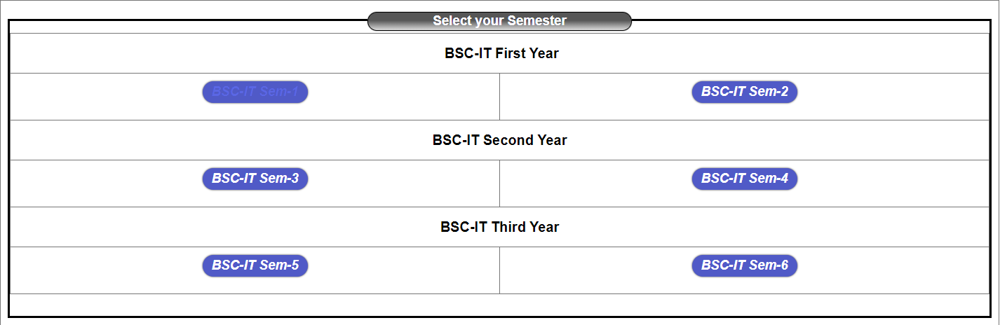 Select your Semester
BSC-IT First Year
BSC-IT Sem-1 BSC-IT Sem-2
BSC-IT Second Year
BSC-IT Sem-3 BSC-IT Sem-4
BSC-IT Third Year
BSC-IT Sem-5 BSC-IT Sem-6